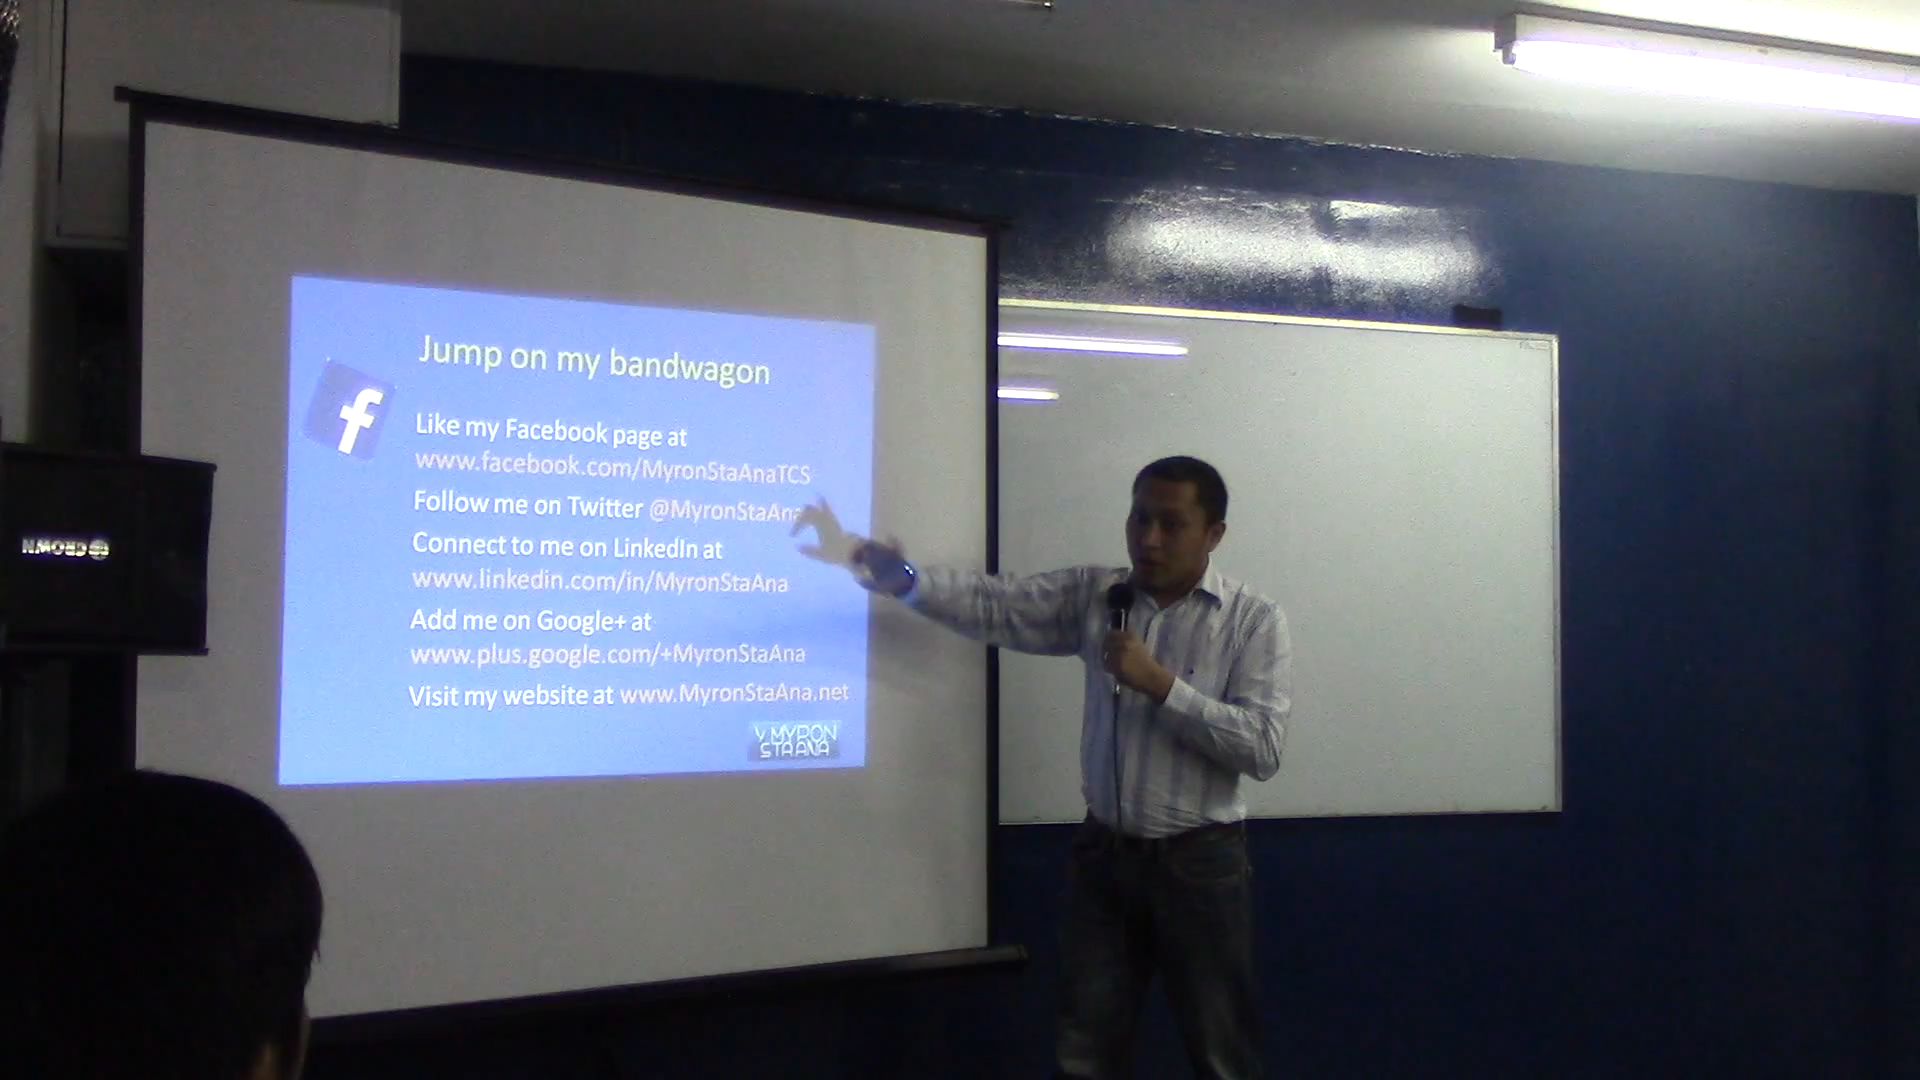 Jump on my bandwagon
f
Like my Facebook page at
www.facebook.com/MyronStaAnaTCS
Follow me on Twitter @MyronStaAna
Connect to me on LinkedIn at
www.linkedin.com/in/MyronStaAna
Add me on Google+ at
www.plus.google.com/+MyronStaAna
Visit my website at www.MyronStaAna.net
MYRON
STA ANA
CROWN